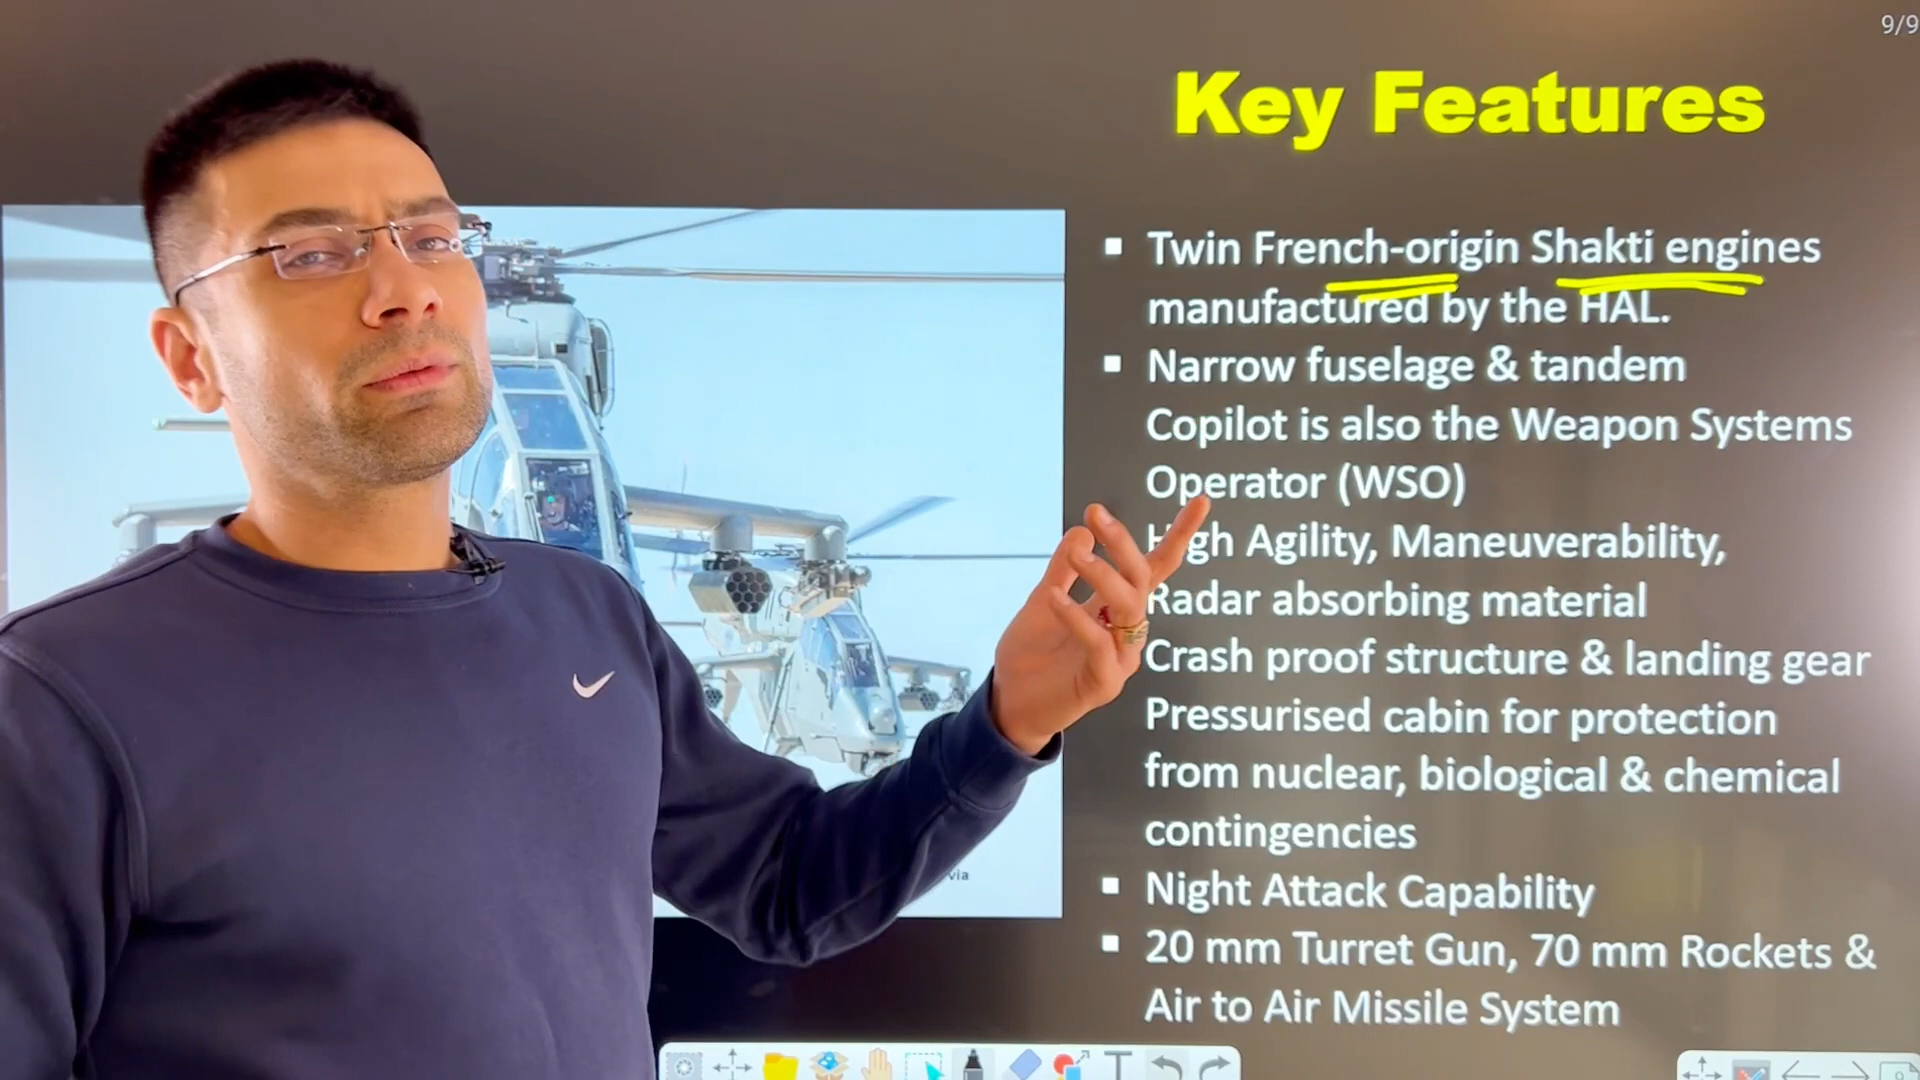 9/9
Key Features
▪ Twin French-origin Shakti engines
manufactured by the HAL.
▪ Narrow fuselage & tandem
Copilot is also the Weapon Systems
Operator (WSO)
High Agility, Maneuverability,
Radar absorbing material
Crash proof structure & landing gear
Pressurised cabin for protection
from nuclear, biological & chemical
contingencies
▪ Night Attack Capability
▪ 20 mm Turret Gun, 70 mm Rockets &
Air to Air Missile System
via